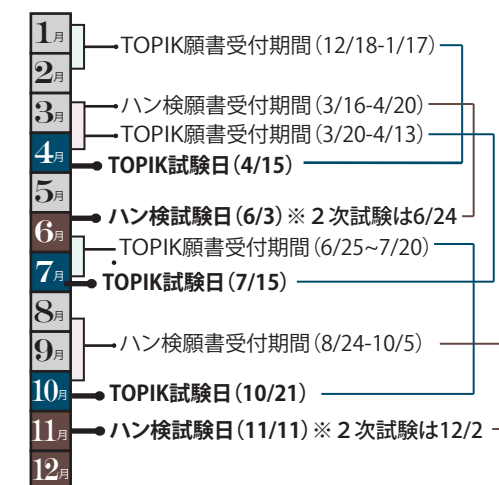 1月
TOPIK願書受付期間(12/18-1/17)
2月
3月
ハン検願書受付期間(3/16-4/20)
TOPIK願書受付期間(3/20-4/13)
4月
TOPIK試験日(4/15)
5月
ハン検試験日(6/3)※2次試験は6/24
6月
TOPIK願書受付期間(6/25~7/20)
7月
TOPIK試験日(7/15)
8月
9月
ハン検願書受付期間(8/24-10/5)
10月
TOPIK試験日(10/21)
11月
ハン検試験日(11/11)※2次試験は12/2
12月